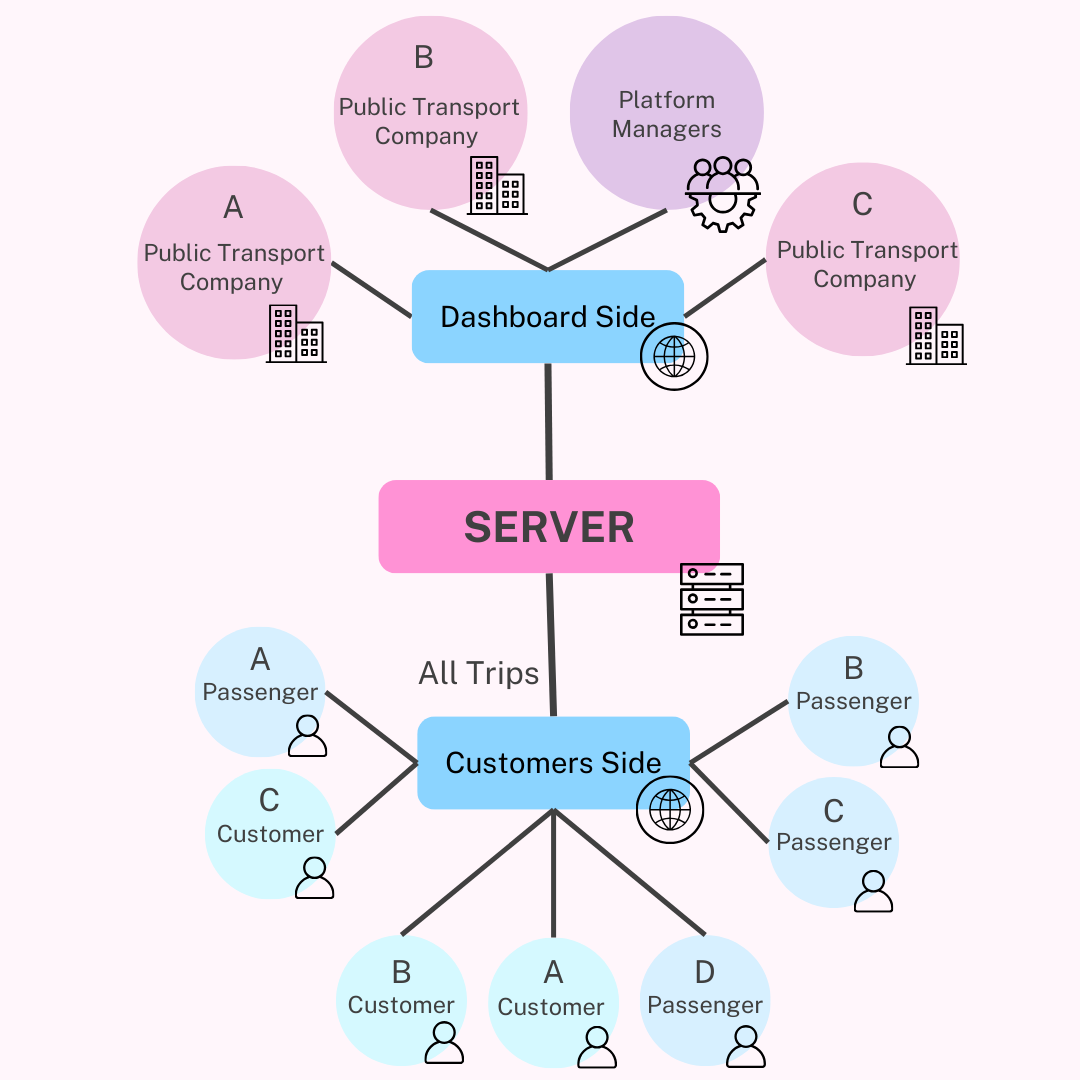 B
Public Transport
Company
Platform
Managers
A
Public Transport
Company
C
Public Transport
Company
Dashboard Side
SERVER
All Trips
A
Passenger
B
Passenger
Customers Side
C
Customer
C
Passenger
B
Customer
A
Customer
D
Passenger